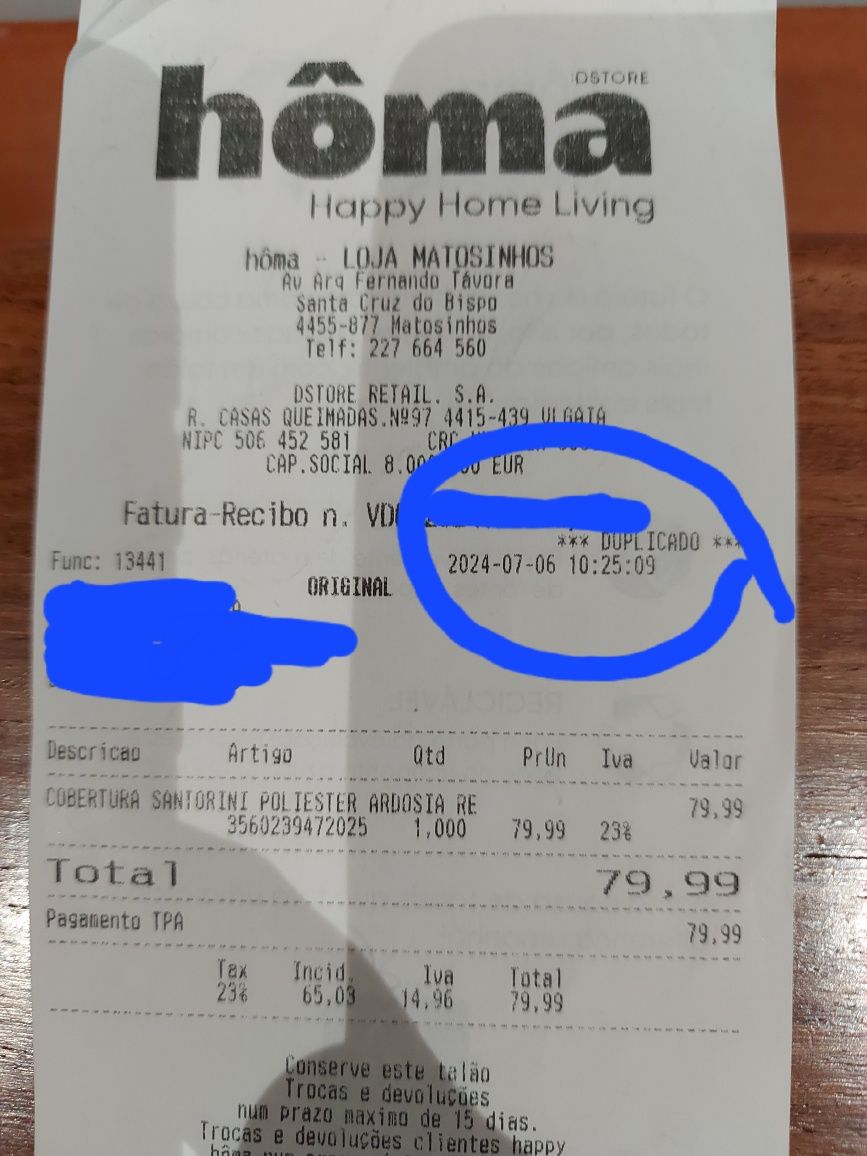 DSTORE
hôma
Happy Home Living
hôma - LOJA MATOSINHOS
Av Arq Fernando Távora
Santa Cruz do Bispo
4455-877 Matosinhos
Telf: 227 664 560
DSTORE RETAIL. S.A.
R. CASAS QUEIMADAS.Nº97 4415-439 VLGAIA
NIPC 506 452 581 CRC
CAP.SOCIAL EUR
Fatura-Recibo n.
*** DUPLICADO ***
Func: 13441 2024-07-06 10:25:09
ORIGINAL
Descricao Artigo Qtd PrUn Iva Valor
COBERTURA SANTORINI POLIESTER ARDOSIA RE 79,99
3560239472025 1,000 79,99 23%
Total 79,99
Pagamento TPA 79,99
Tax Incid. Iva Total
23% 65,03 14,96 79,99
Conserve este talão
Trocas e devoluções
num prazo maximo de 15 dias.
Trocas e devoluções clientes happy
hôma num